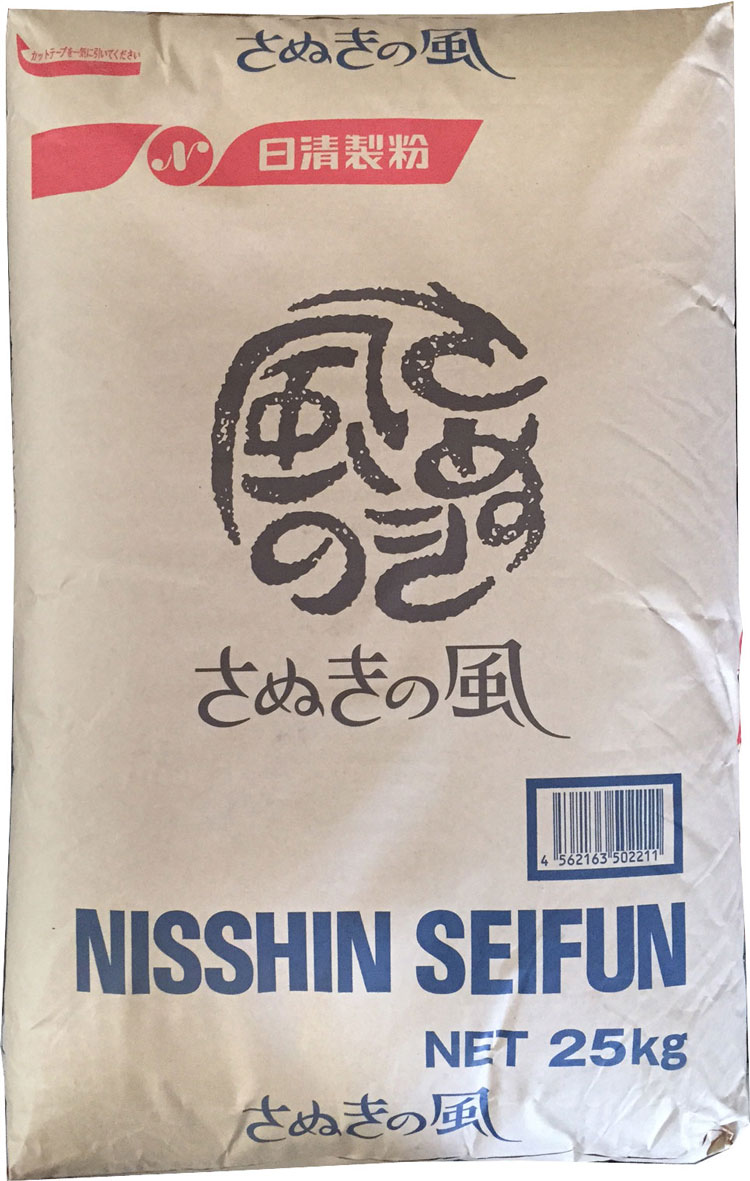 カットテープを一気に引いてください
さぬきの風
N 日清製粉
さぬきの風
さぬきの風
4 562163 502211
NISSHIN SEIFUN
NET 25kg
さぬきの風